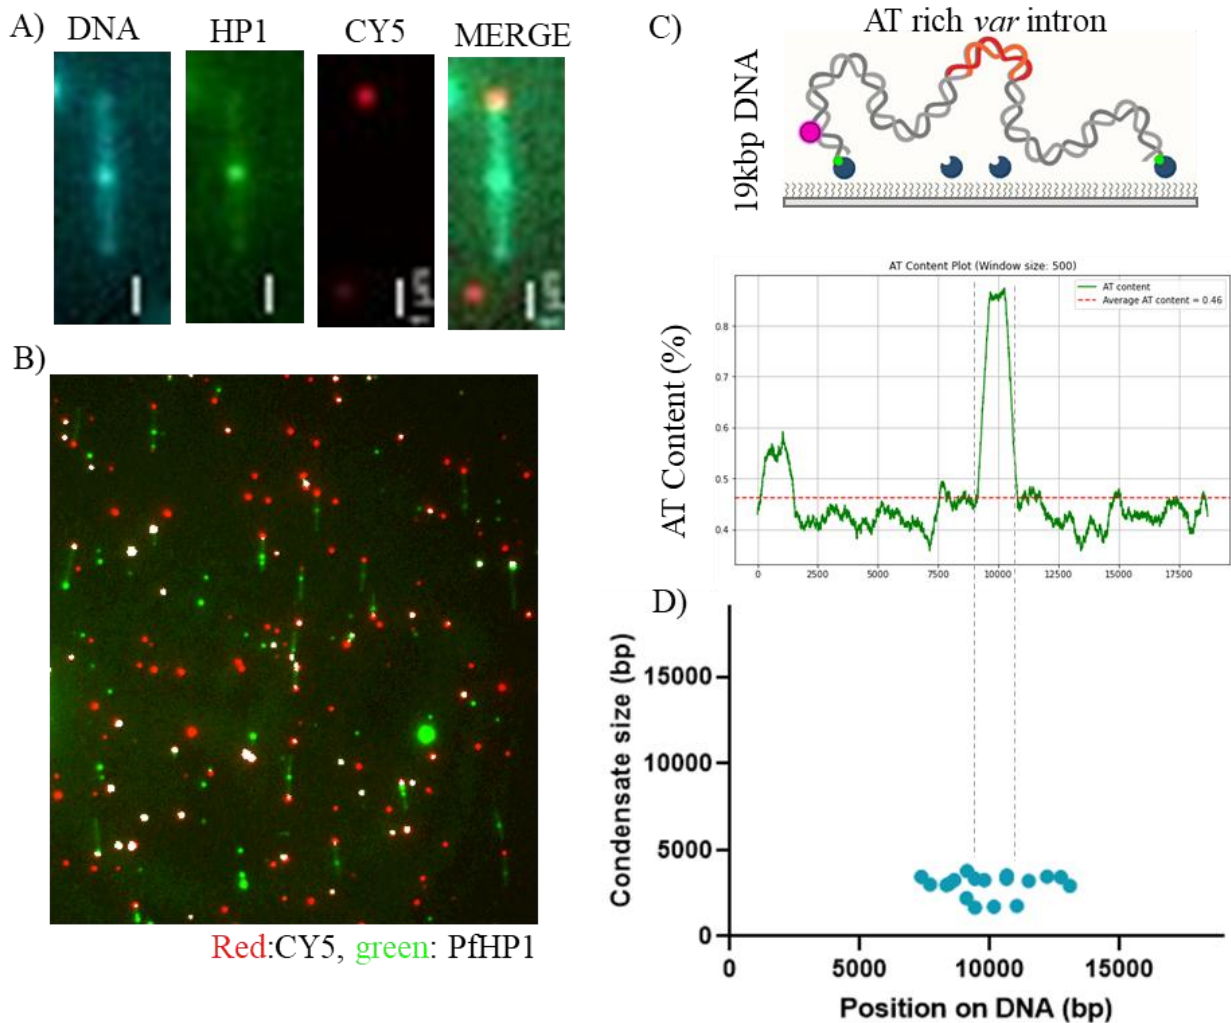 A)
DNA HP1 CY5 MERGE
B)
Red:CY5, green: PfHP1
C)
AT rich var intron
19kbp DNA
AT Content Plot (Window size: 500)
AT content
Average AT content = 0.46
AT Content (%)
0.8
0.7
0.6
0.5
0.4
0 2500 5000 7500 10000 12500 15000 17500
D)
Condensate size (bp)
15000
10000
5000
0
0 5000 10000 15000
Position on DNA (bp)